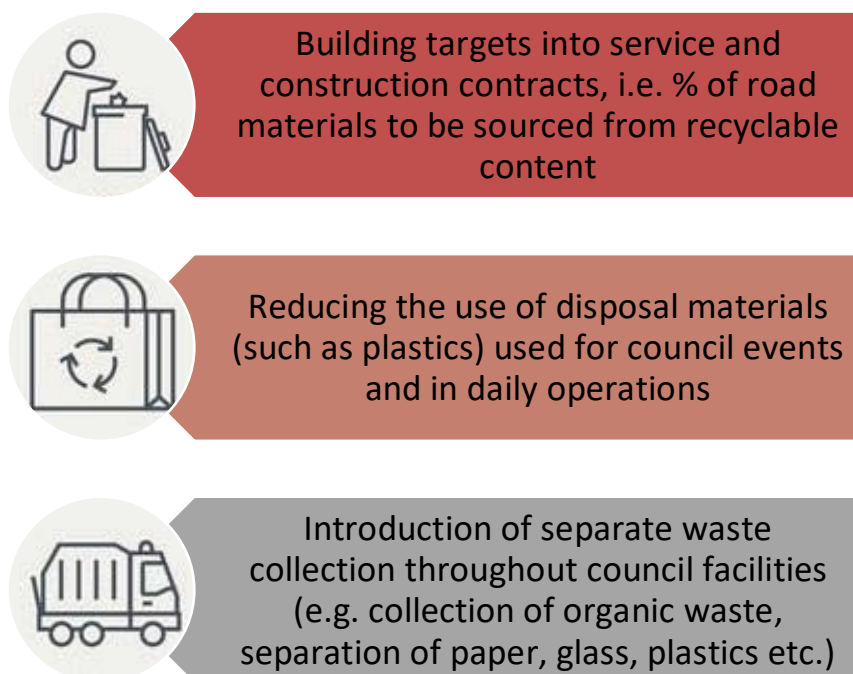 Building targets into service and
construction contracts, i.e. % of road
materials to be sourced from recyclable
content
Reducing the use of disposal materials
(such as plastics) used for council events
and in daily operations
Introduction of separate waste
collection throughout council facilities
(e.g. collection of organic waste,
separation of paper, glass, plastics etc.)